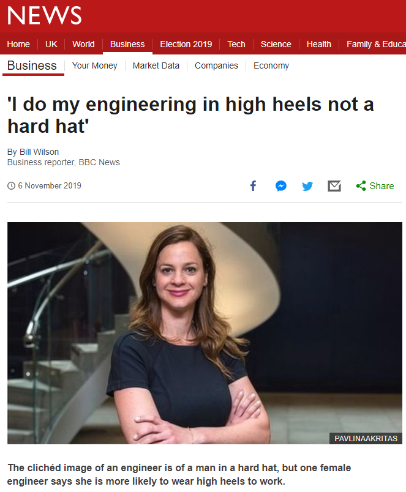 NEWS
Home UK World Business Election 2019 Tech Science Health Family & Educa
Business Your Money Market Data Companies Economy
'I do my engineering in high heels not a
hard hat'
By Bill Wilson
Business reporter, BBC News
6 November 2019 Share
PAVLINAAKRITAS
The clichéd image of an engineer is of a man in a hard hat, but one female
engineer says she is more likely to wear high heels to work.